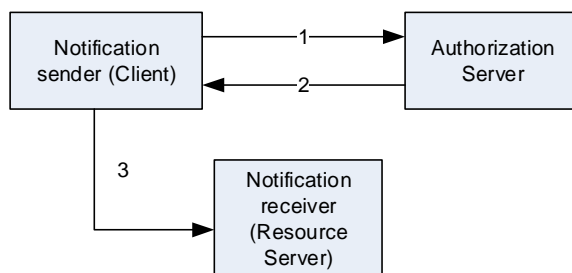 Notification
sender (Client)
1
Authorization
Server
2
3
Notification
receiver
(Resource
Server)